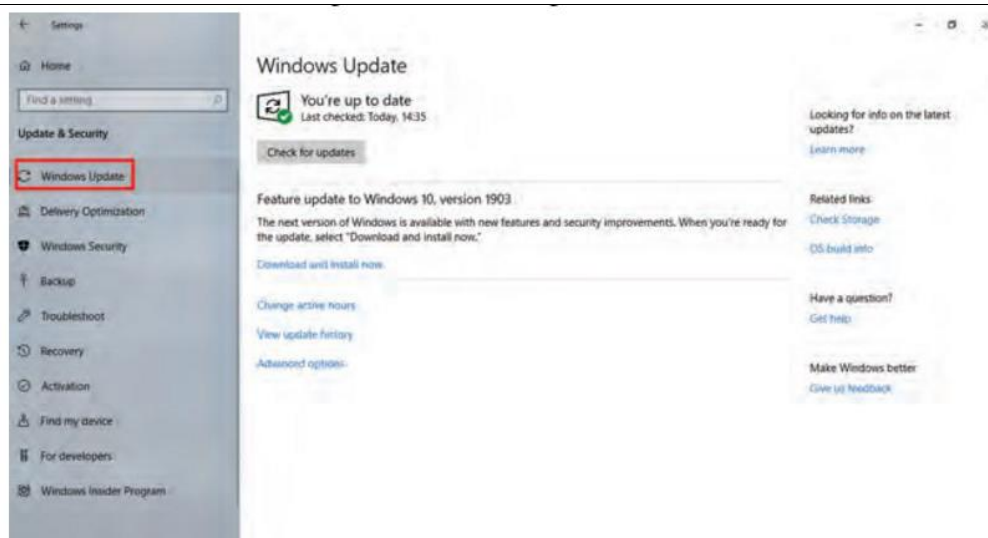 Settings
Home
Find a setting
Update & Security
Windows Update
Delivery Optimization
Windows Security
Backup
Troubleshoot
Recovery
Activation
Find my device
For developers
Windows Insider Program
Windows Update
You're up to date
Last checked: Today, 14:35
Check for updates
Feature update to Windows 10, version 1903
The next version of Windows is available with new features and security improvements. When you're ready for
the update, select "Download and install now."
Download and install now
Change active hours
View update history
Advanced options
Looking for info on the latest
updates?
Learn more
Related links
Check Storage
OS build info
Have a question?
Get help
Make Windows better
Give us feedback